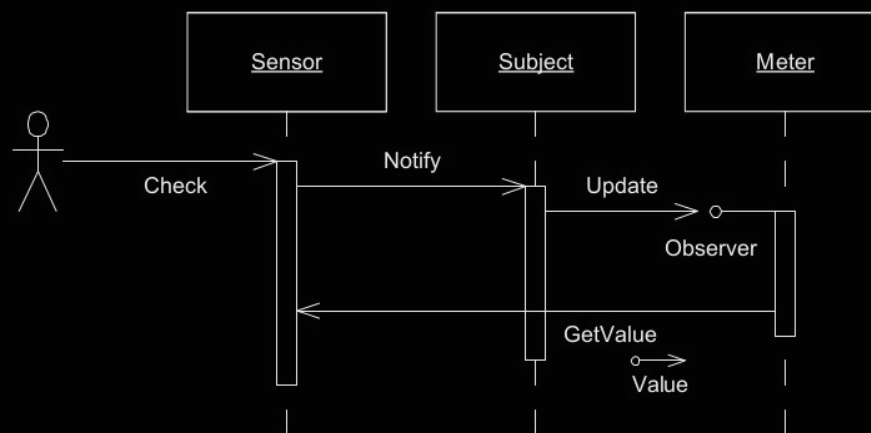 Sensor
Subject
Meter
Check
Notify
Update
Observer
GetValue
Value